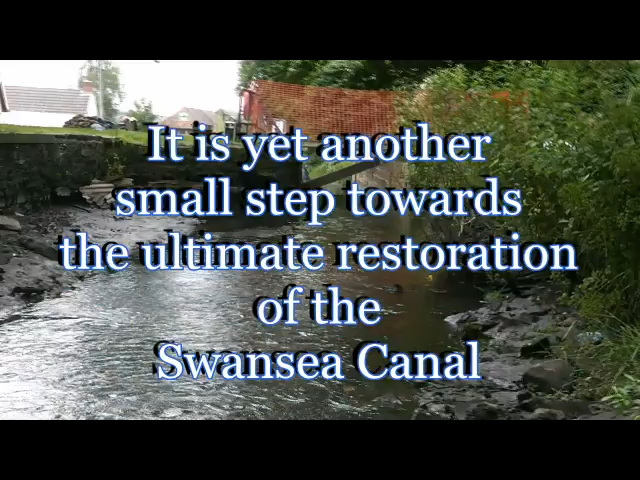 It is yet another
small step towards
the ultimate restoration
of the
Swansea Canal